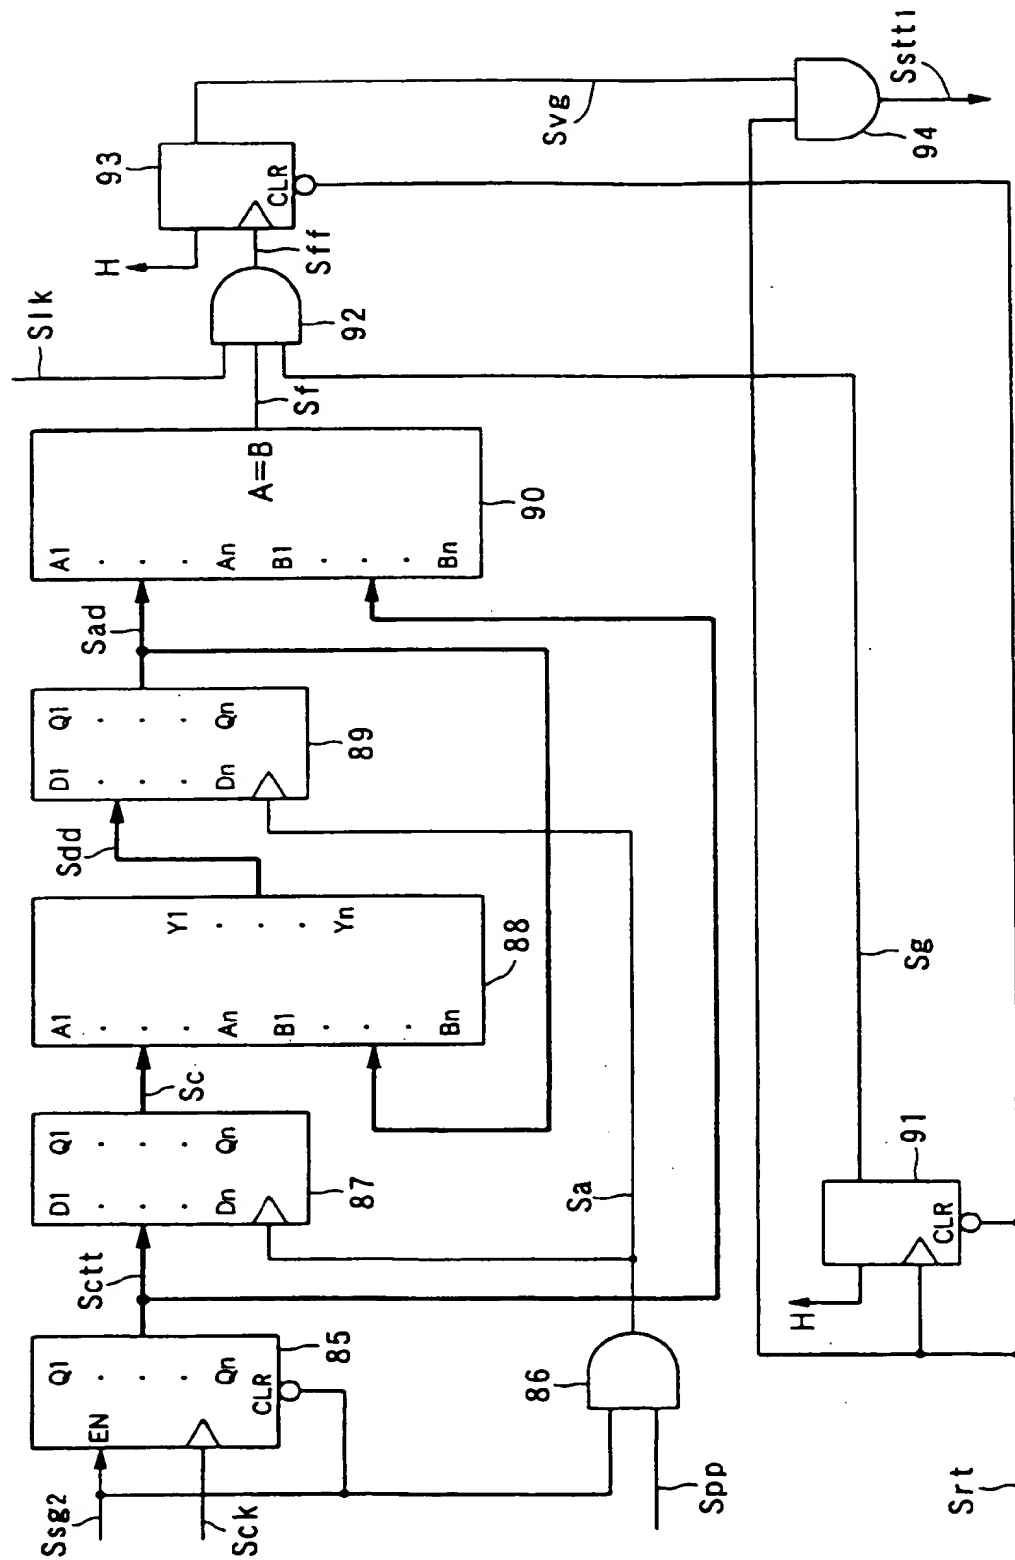 Ssg2
Sck
EN
Q1
Qn
CLR
85
Sctt
D1
Q1
Dn
Qn
87
Sc
A1
An
B1
Bn
Y1
Yn
88
Sdd
D1
Q1
Dn
Qn
89
Sad
A1
An
B1
Bn
A=B
90
Slk
Sf
92
Sff
H
93
CLR
Svg
94
Sstt1
86
Spp
Sa
H
91
CLR
Sg
Srt